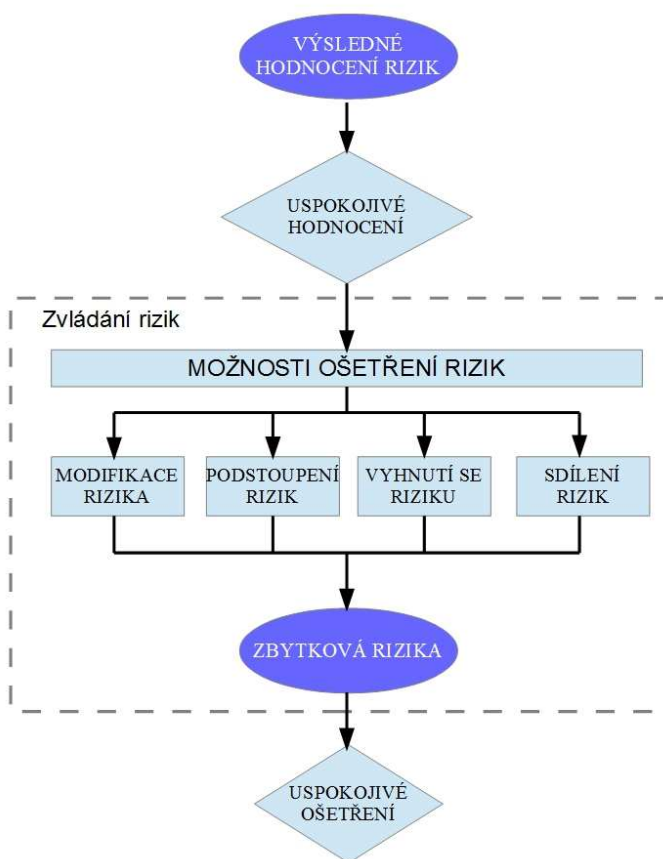 VÝSLEDNÉ
HODNOCENÍ RIZIK
USPOKOJIVÉ
HODNOCENÍ
Zvládání rizik
MOŽNOSTI OŠETŘENÍ RIZIK
MODIFIKACE
RIZIKA
PODSTOUPENÍ
RIZIK
VYHNUTÍ SE
RIZIKU
SDÍLENÍ
RIZIK
ZBYTKOVÁ RIZIKA
USPOKOJIVÉ
OŠETŘENÍ